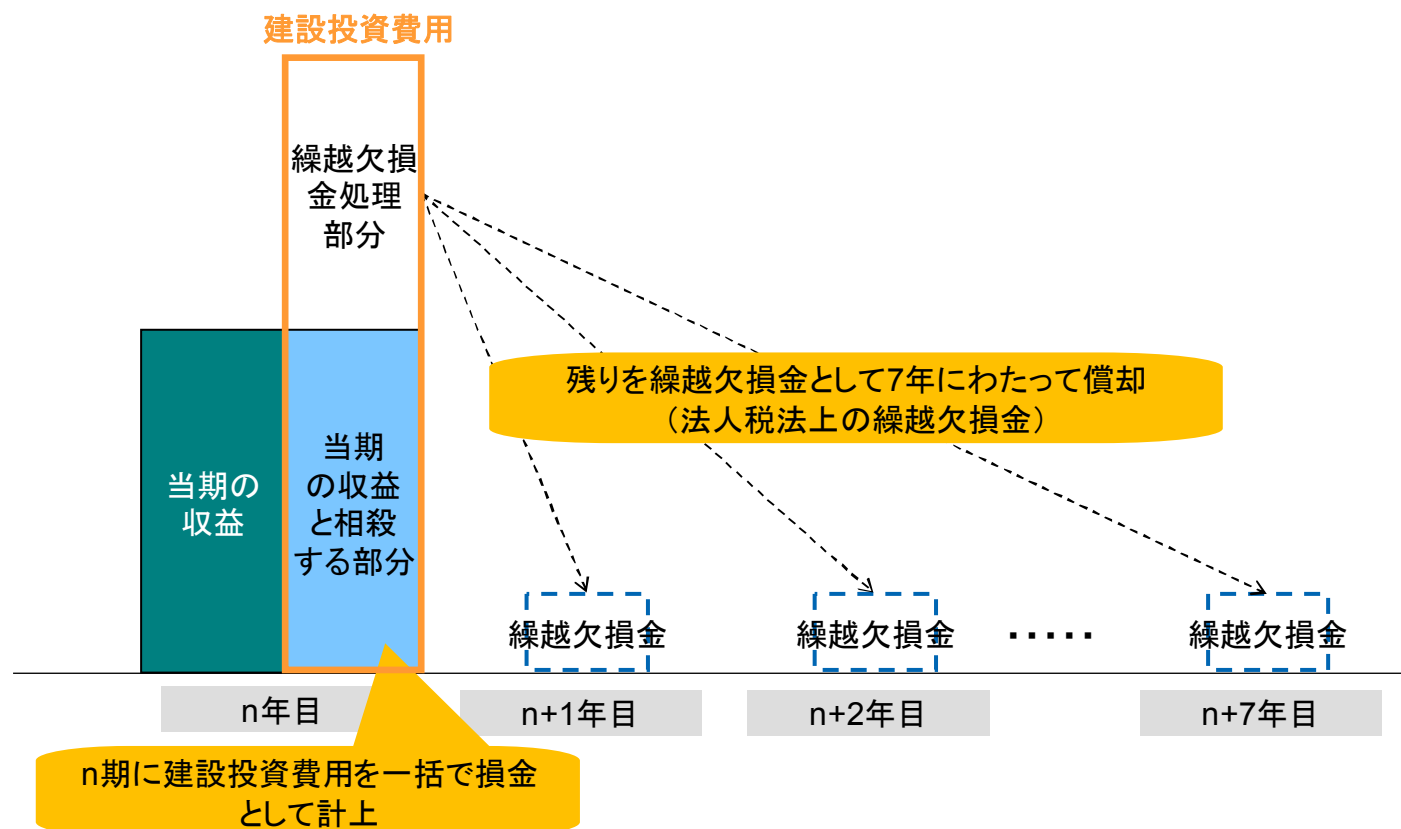 建設投資費用
繰越欠損
金処理
部分
残りを繰越欠損金として7年にわたって償却
（法人税法上の繰越欠損金）
当期の
収益
当期
の収益
と相殺
する部分
繰越欠損金
繰越欠損金
・・・・・
繰越欠損金
n年目
n+1年目
n+2年目
n+7年目
n期に建設投資費用を一括で損金
として計上